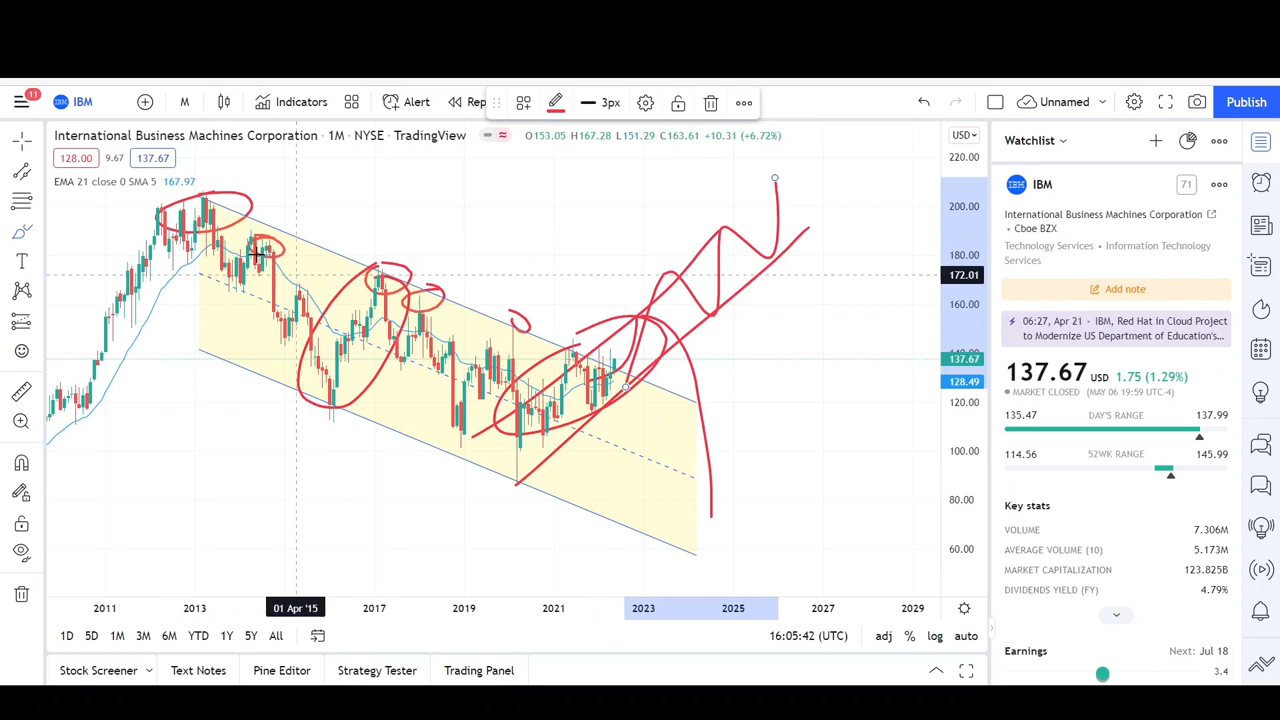 11
IBM
M
Indicators
Alert
Rep
3px
Unnamed
Publish
International Business Machines Corporation · 1M · NYSE · TradingView
O153.05 H167.28 L151.29 C163.61 +10.31 (+6.72%)
128.00 9.67 137.67
EMA 21 close 0 SMA 5 167.97
USD
220.00
200.00
180.00
172.01
160.00
137.67
128.49
120.00
100.00
80.00
60.00
2011 2013 01 Apr '15 2017 2019 2021 2023 2025 2027 2029
1D 5D 1M 3M 6M YTD 1Y 5Y All
16:05:42 (UTC) adj % log auto
Stock Screener Text Notes Pine Editor Strategy Tester Trading Panel
Watchlist
IBM 71
International Business Machines Corporation
• Cboe BZX
Technology Services • Information Technology
Services
Add note
06:27, Apr 21 - IBM, Red Hat in Cloud Project
to Modernize US Department of Education's...
137.67 USD 1.75 (1.29%)
MARKET CLOSED (MAY 06 19:59 UTC-4)
135.47 DAY'S RANGE 137.99
114.56 52WK RANGE 145.99
Key stats
VOLUME 7.306M
AVERAGE VOLUME (10) 5.173M
MARKET CAPITALIZATION 123.825B
DIVIDENDS YIELD (FY) 4.79%
Earnings Next: Jul 18
3.4